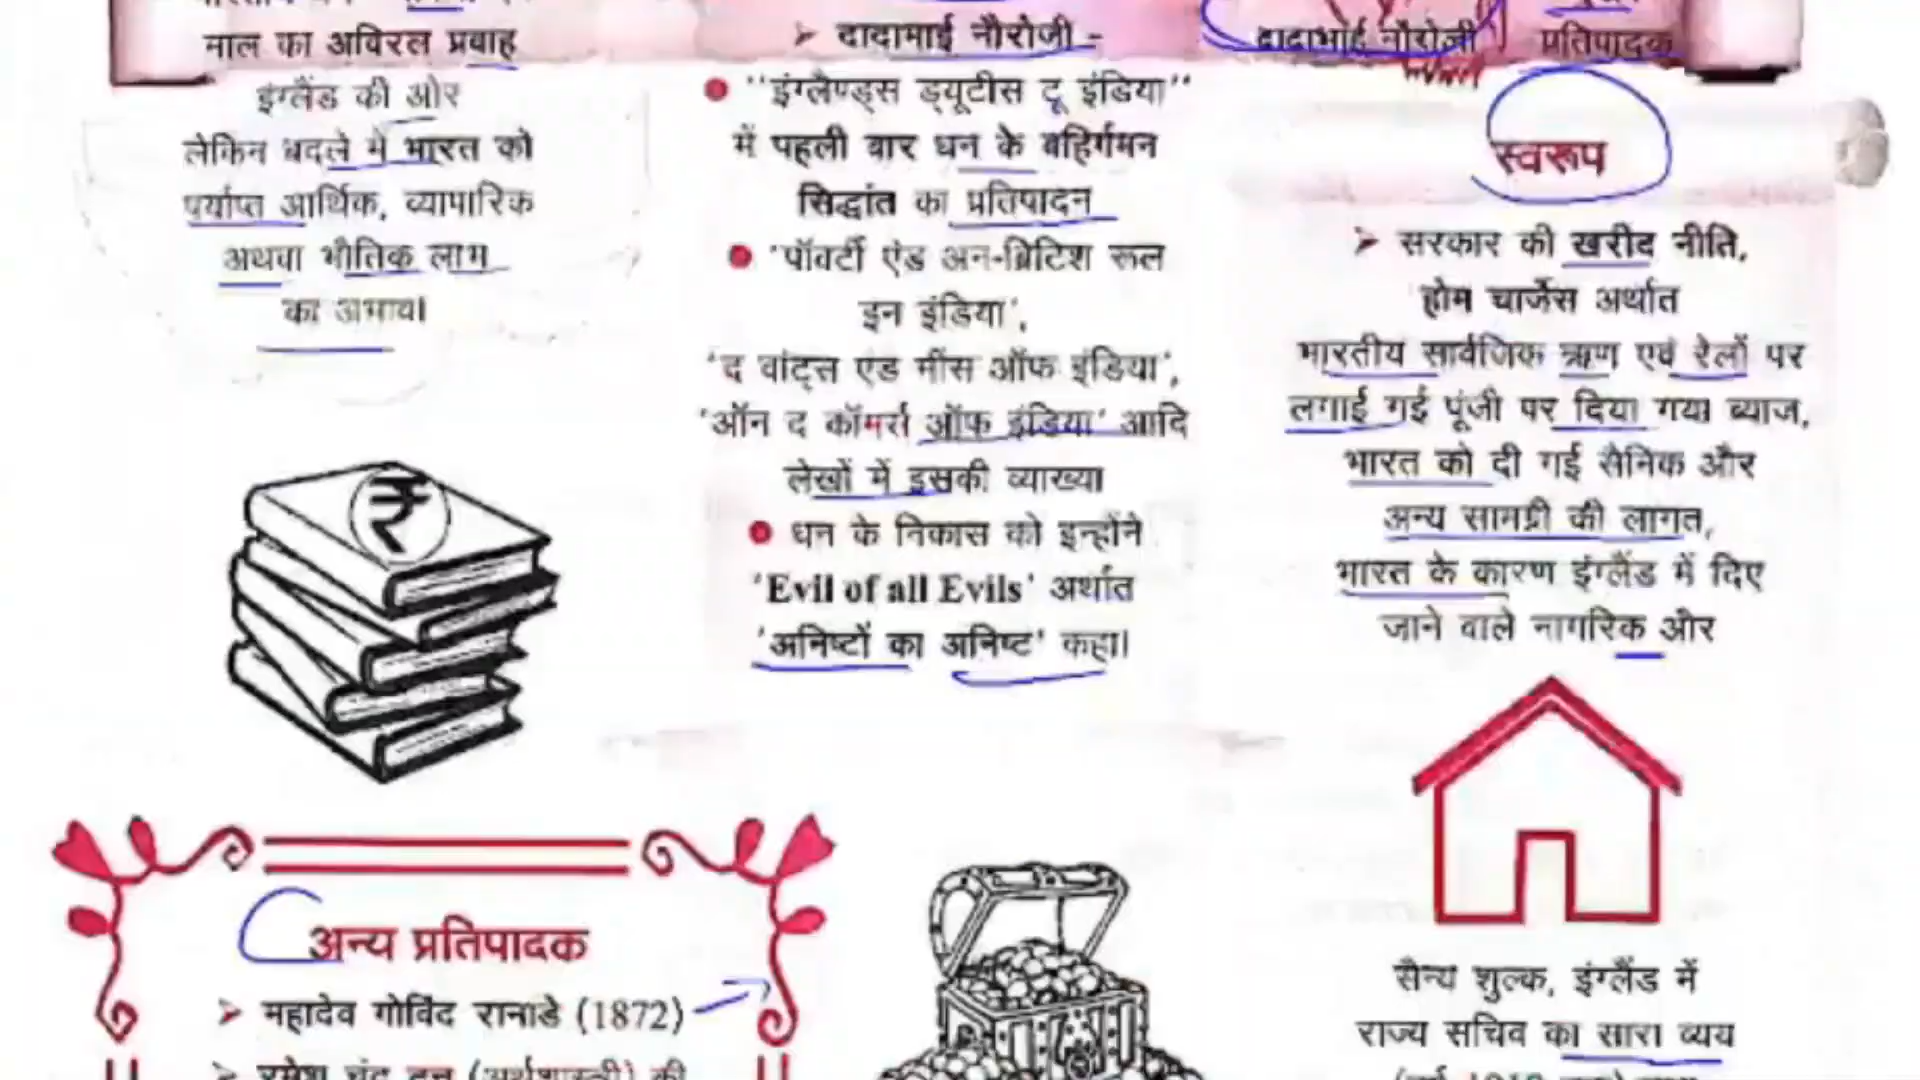 माल का अविरल प्रवाह
इंग्लैंड की ओर
लेकिन बदले में भारत को
पर्याप्त आर्थिक, व्यापारिक
अथवा भौतिक लाभ
का अभाव।
अन्य प्रतिपादक
➤ महादेव गोविंद रानाडे (1872)
➤ दादाभाई नौरोजी -
● "इंग्लैण्ड्स ड्यूटीस टू इंडिया"
में पहली बार धन के बहिर्गमन
सिद्धांत का प्रतिपादन
● 'पॉवर्टी एंड अन-ब्रिटिश रूल
इन इंडिया',
'द वांट्स एंड मींस ऑफ इंडिया',
'ऑन द कॉमर्स ऑफ इंडिया' आदि
लेखों में इसकी व्याख्या
● धन के निकास को इन्होंने
'Evil of all Evils' अर्थात
'अनिष्टों का अनिष्ट' कहा।
दादाभाई नौरोजी
प्रतिपादक
स्वरूप
➤ सरकार की खरीद नीति,
होम चार्जेस अर्थात
भारतीय सार्वजिक ऋण एवं रेलों पर
लगाई गई पूंजी पर दिया गया ब्याज,
भारत को दी गई सैनिक और
अन्य सामग्री की लागत,
भारत के कारण इंग्लैंड में दिए
जाने वाले नागरिक और
सैन्य शुल्क, इंग्लैंड में
राज्य सचिव का सारा व्यय